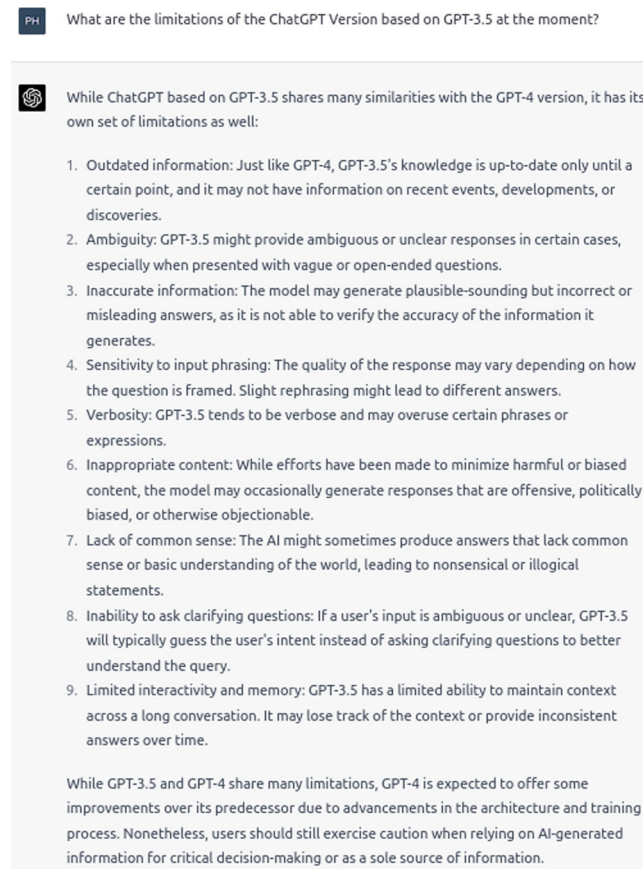 PH
What are the limitations of the ChatGPT Version based on GPT-3.5 at the moment?
While ChatGPT based on GPT-3.5 shares many similarities with the GPT-4 version, it has its
own set of limitations as well:
1. Outdated information: Just like GPT-4, GPT-3.5's knowledge is up-to-date only until a
certain point, and it may not have information on recent events, developments, or
discoveries.
2. Ambiguity: GPT-3.5 might provide ambiguous or unclear responses in certain cases,
especially when presented with vague or open-ended questions.
3. Inaccurate information: The model may generate plausible-sounding but incorrect or
misleading answers, as it is not able to verify the accuracy of the information it
generates.
4. Sensitivity to input phrasing: The quality of the response may vary depending on how
the question is framed. Slight rephrasing might lead to different answers.
5. Verbosity: GPT-3.5 tends to be verbose and may overuse certain phrases or
expressions.
6. Inappropriate content: While efforts have been made to minimize harmful or biased
content, the model may occasionally generate responses that are offensive, politically
biased, or otherwise objectionable.
7. Lack of common sense: The AI might sometimes produce answers that lack common
sense or basic understanding of the world, leading to nonsensical or illogical
statements.
8. Inability to ask clarifying questions: If a user's input is ambiguous or unclear, GPT-3.5
will typically guess the user's intent instead of asking clarifying questions to better
understand the query.
9. Limited interactivity and memory: GPT-3.5 has a limited ability to maintain context
across a long conversation. It may lose track of the context or provide inconsistent
answers over time.
While GPT-3.5 and GPT-4 share many limitations, GPT-4 is expected to offer some
improvements over its predecessor due to advancements in the architecture and training
process. Nonetheless, users should still exercise caution when relying on AI-generated
information for critical decision-making or as a sole source of information.